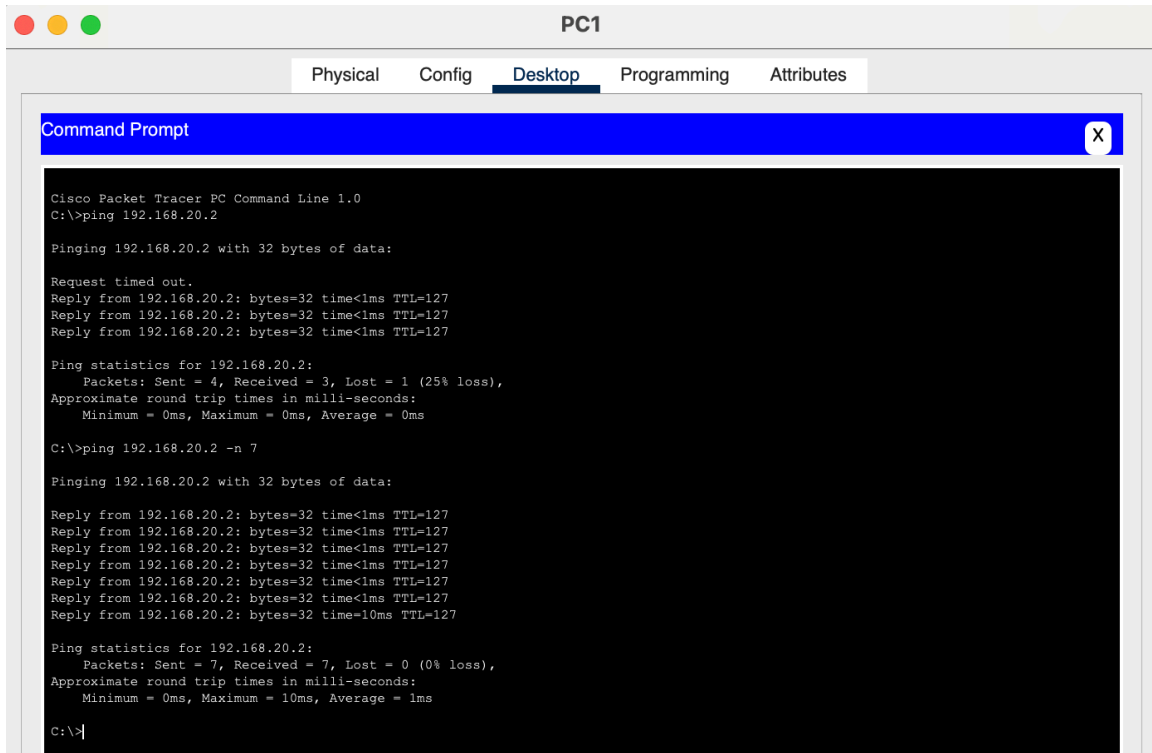 PC1
Physical Config Desktop Programming Attributes
Command Prompt
X
Cisco Packet Tracer PC Command Line 1.0
C:\>ping 192.168.20.2
Pinging 192.168.20.2 with 32 bytes of data:
Request timed out.
Reply from 192.168.20.2: bytes=32 time<1ms TTL=127
Reply from 192.168.20.2: bytes=32 time<1ms TTL=127
Reply from 192.168.20.2: bytes=32 time<1ms TTL=127
Ping statistics for 192.168.20.2:
    Packets: Sent = 4, Received = 3, Lost = 1 (25% loss),
Approximate round trip times in milli-seconds:
    Minimum = 0ms, Maximum = 0ms, Average = 0ms
C:\>ping 192.168.20.2 -n 7
Pinging 192.168.20.2 with 32 bytes of data:
Reply from 192.168.20.2: bytes=32 time<1ms TTL=127
Reply from 192.168.20.2: bytes=32 time<1ms TTL=127
Reply from 192.168.20.2: bytes=32 time<1ms TTL=127
Reply from 192.168.20.2: bytes=32 time<1ms TTL=127
Reply from 192.168.20.2: bytes=32 time<1ms TTL=127
Reply from 192.168.20.2: bytes=32 time<1ms TTL=127
Reply from 192.168.20.2: bytes=32 time=10ms TTL=127
Ping statistics for 192.168.20.2:
    Packets: Sent = 7, Received = 7, Lost = 0 (0% loss),
Approximate round trip times in milli-seconds:
    Minimum = 0ms, Maximum = 10ms, Average = 1ms
C:\>